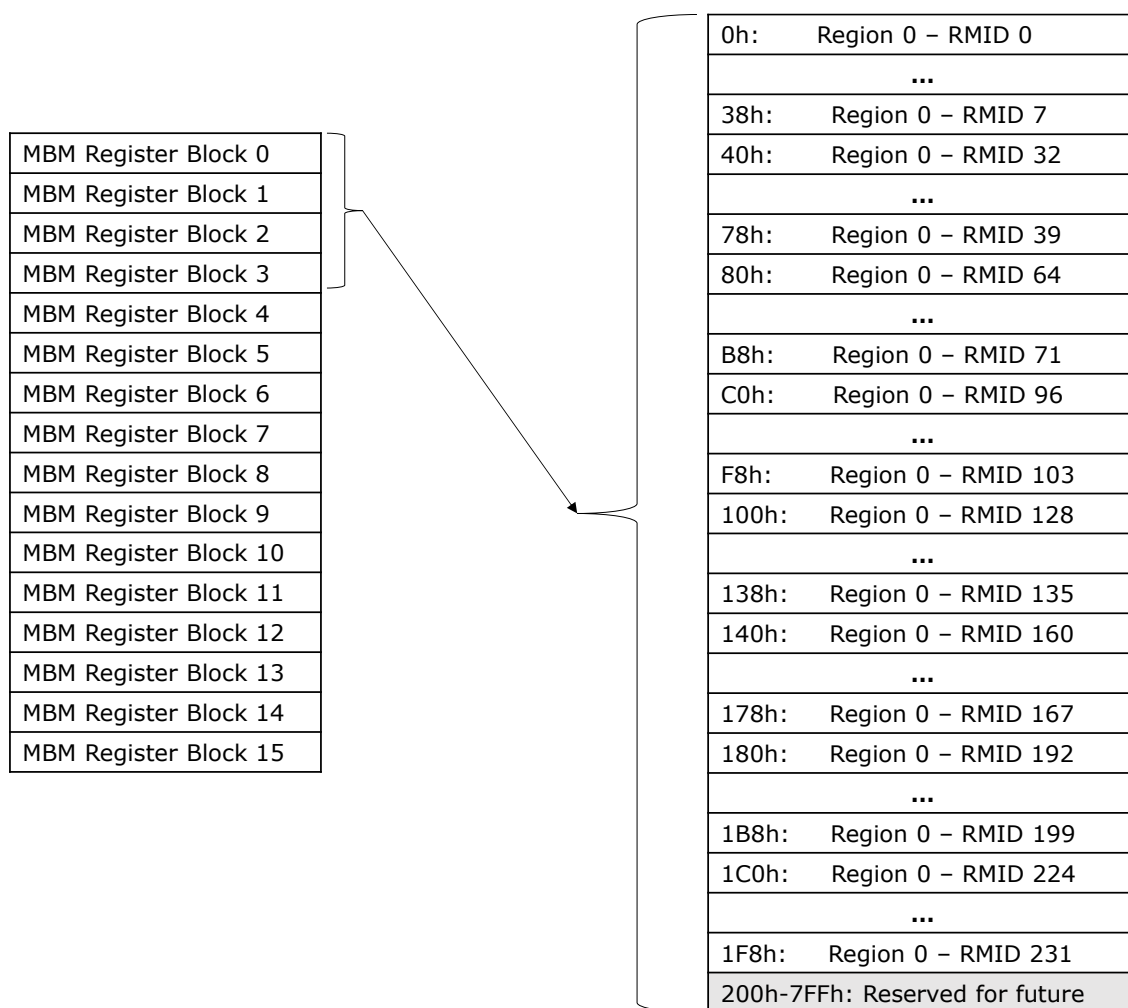 MBM Register Block 0
MBM Register Block 1
MBM Register Block 2
MBM Register Block 3
MBM Register Block 4
MBM Register Block 5
MBM Register Block 6
MBM Register Block 7
MBM Register Block 8
MBM Register Block 9
MBM Register Block 10
MBM Register Block 11
MBM Register Block 12
MBM Register Block 13
MBM Register Block 14
MBM Register Block 15
0h: Region 0 – RMID 0
...
38h: Region 0 – RMID 7
40h: Region 0 – RMID 32
...
78h: Region 0 – RMID 39
80h: Region 0 – RMID 64
...
B8h: Region 0 – RMID 71
C0h: Region 0 – RMID 96
...
F8h: Region 0 – RMID 103
100h: Region 0 – RMID 128
...
138h: Region 0 – RMID 135
140h: Region 0 – RMID 160
...
178h: Region 0 – RMID 167
180h: Region 0 – RMID 192
...
1B8h: Region 0 – RMID 199
1C0h: Region 0 – RMID 224
...
1F8h: Region 0 – RMID 231
200h-7FFh: Reserved for future